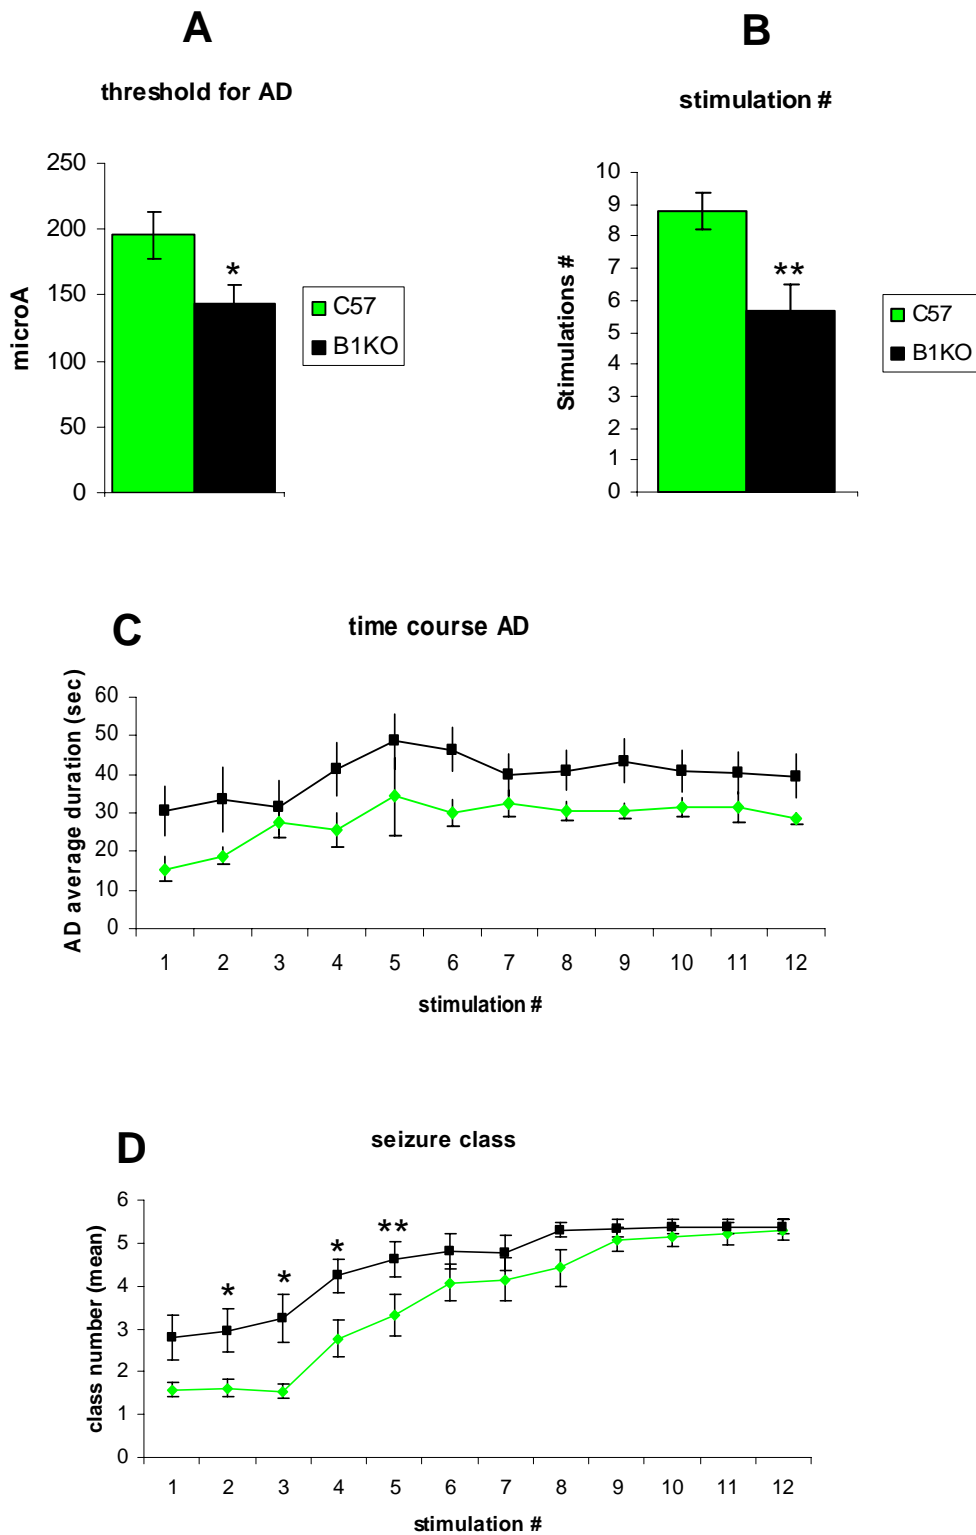 A
threshold for AD
250
200
150
100
50
0
microA
*
C57
B1KO
B
stimulation #
10
9
8
7
6
5
4
3
2
1
0
Stimulations #
**
C57
B1KO
C
time course AD
60
50
40
30
20
10
0
AD average duration (sec)
1 2 3 4 5 6 7 8 9 10 11 12
stimulation #
D
seizure class
6
5
4
3
2
1
0
class number (mean)
* * * **
1 2 3 4 5 6 7 8 9 10 11 12
stimulation #